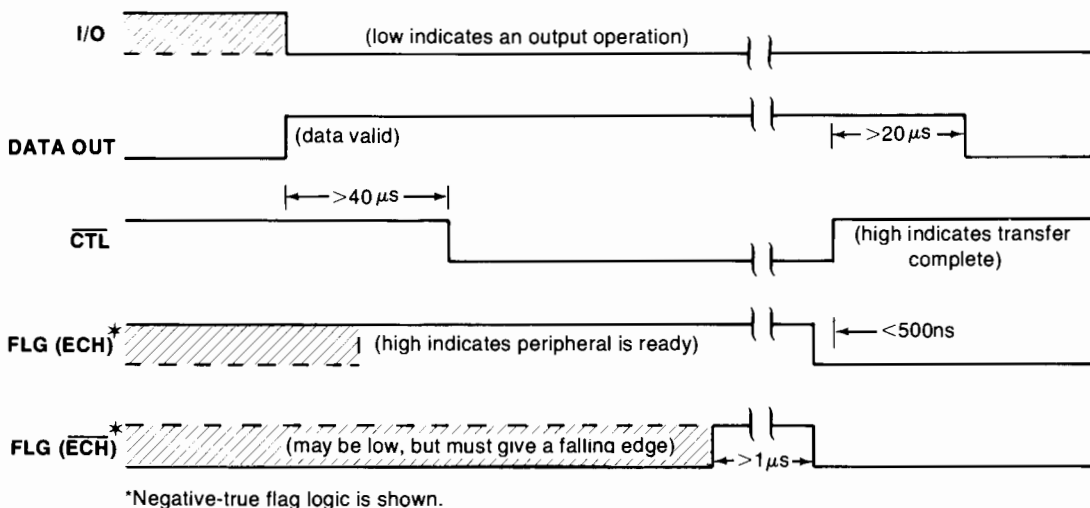 I/O
(low indicates an output operation)
DATA OUT
(data valid)
>20 μs
>40 μs
C̅T̅L̅
(high indicates transfer
complete)
FLG (ECH)*
(high indicates peripheral is ready)
<500ns
FLG (E̅C̅H̅)*
(may be low, but must give a falling edge)
>1 μs
*Negative-true flag logic is shown.